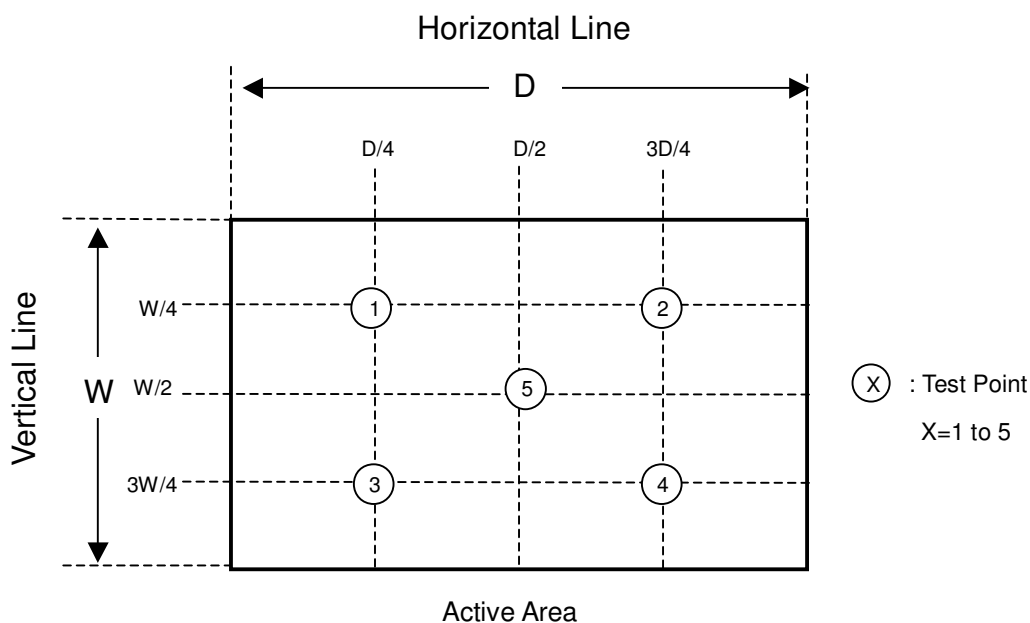 Horizontal Line
D
D/4 D/2 3D/4
W/4
1 2
Vertical Line
W
W/2
5
X : Test Point
X=1 to 5
3W/4
3 4
Active Area